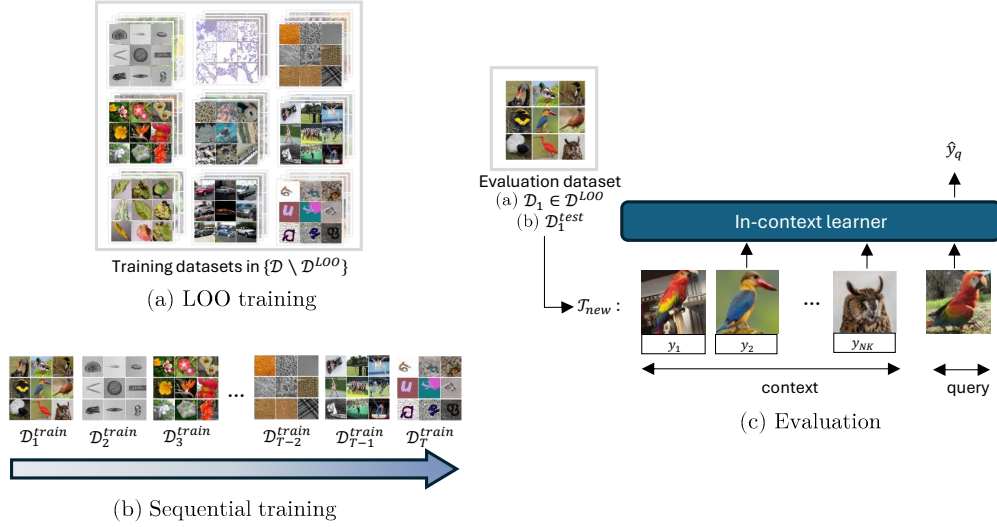 Training datasets in {𝒟 \ 𝒟^{LOO}}
(a) LOO training
𝒟_1^{train} 𝒟_2^{train} 𝒟_3^{train} ... 𝒟_{T−2}^{train} 𝒟_{T−1}^{train} 𝒟_T^{train}
(b) Sequential training
Evaluation dataset
(a) 𝒟_1 ∈ 𝒟^{LOO}
(b) 𝒟_1^{test}
ŷ_q
In-context learner
𝒯_{new} :
...
y_1 y_2 y_{NK}
context query
(c) Evaluation